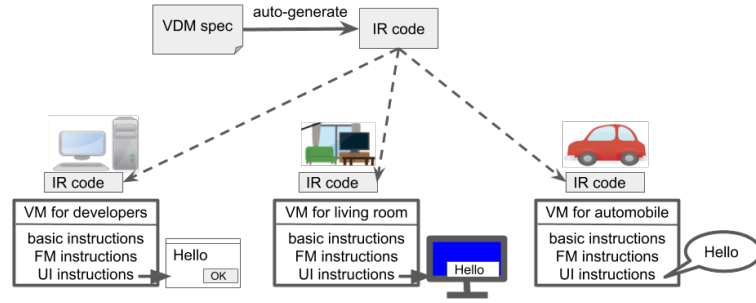 VDM spec
auto-generate
IR code
IR code
IR code
IR code
VM for developers
basic instructions
FM instructions
UI instructions
Hello
OK
VM for living room
basic instructions
FM instructions
UI instructions
Hello
VM for automobile
basic instructions
FM instructions
UI instructions
Hello